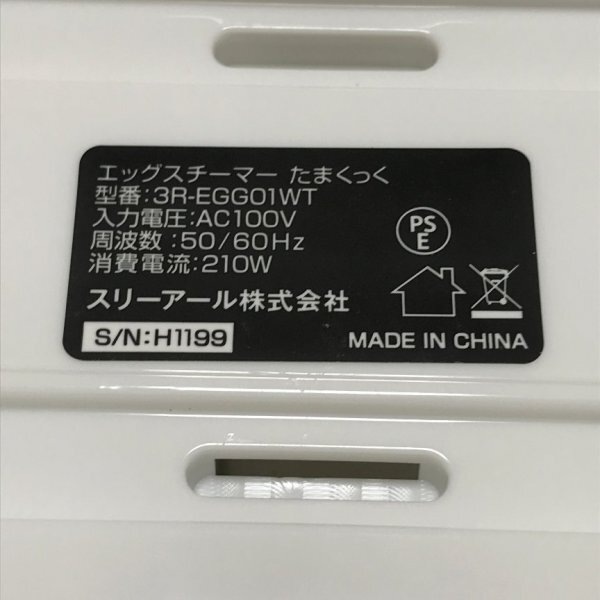 エッグスチーマー たまくっく
型番:3R-EGG01WT
入力電圧:AC100V
周波数:50/60Hz
消費電流:210W
スリーアール株式会社
S/N:H1199
PS
E
MADE IN CHINA